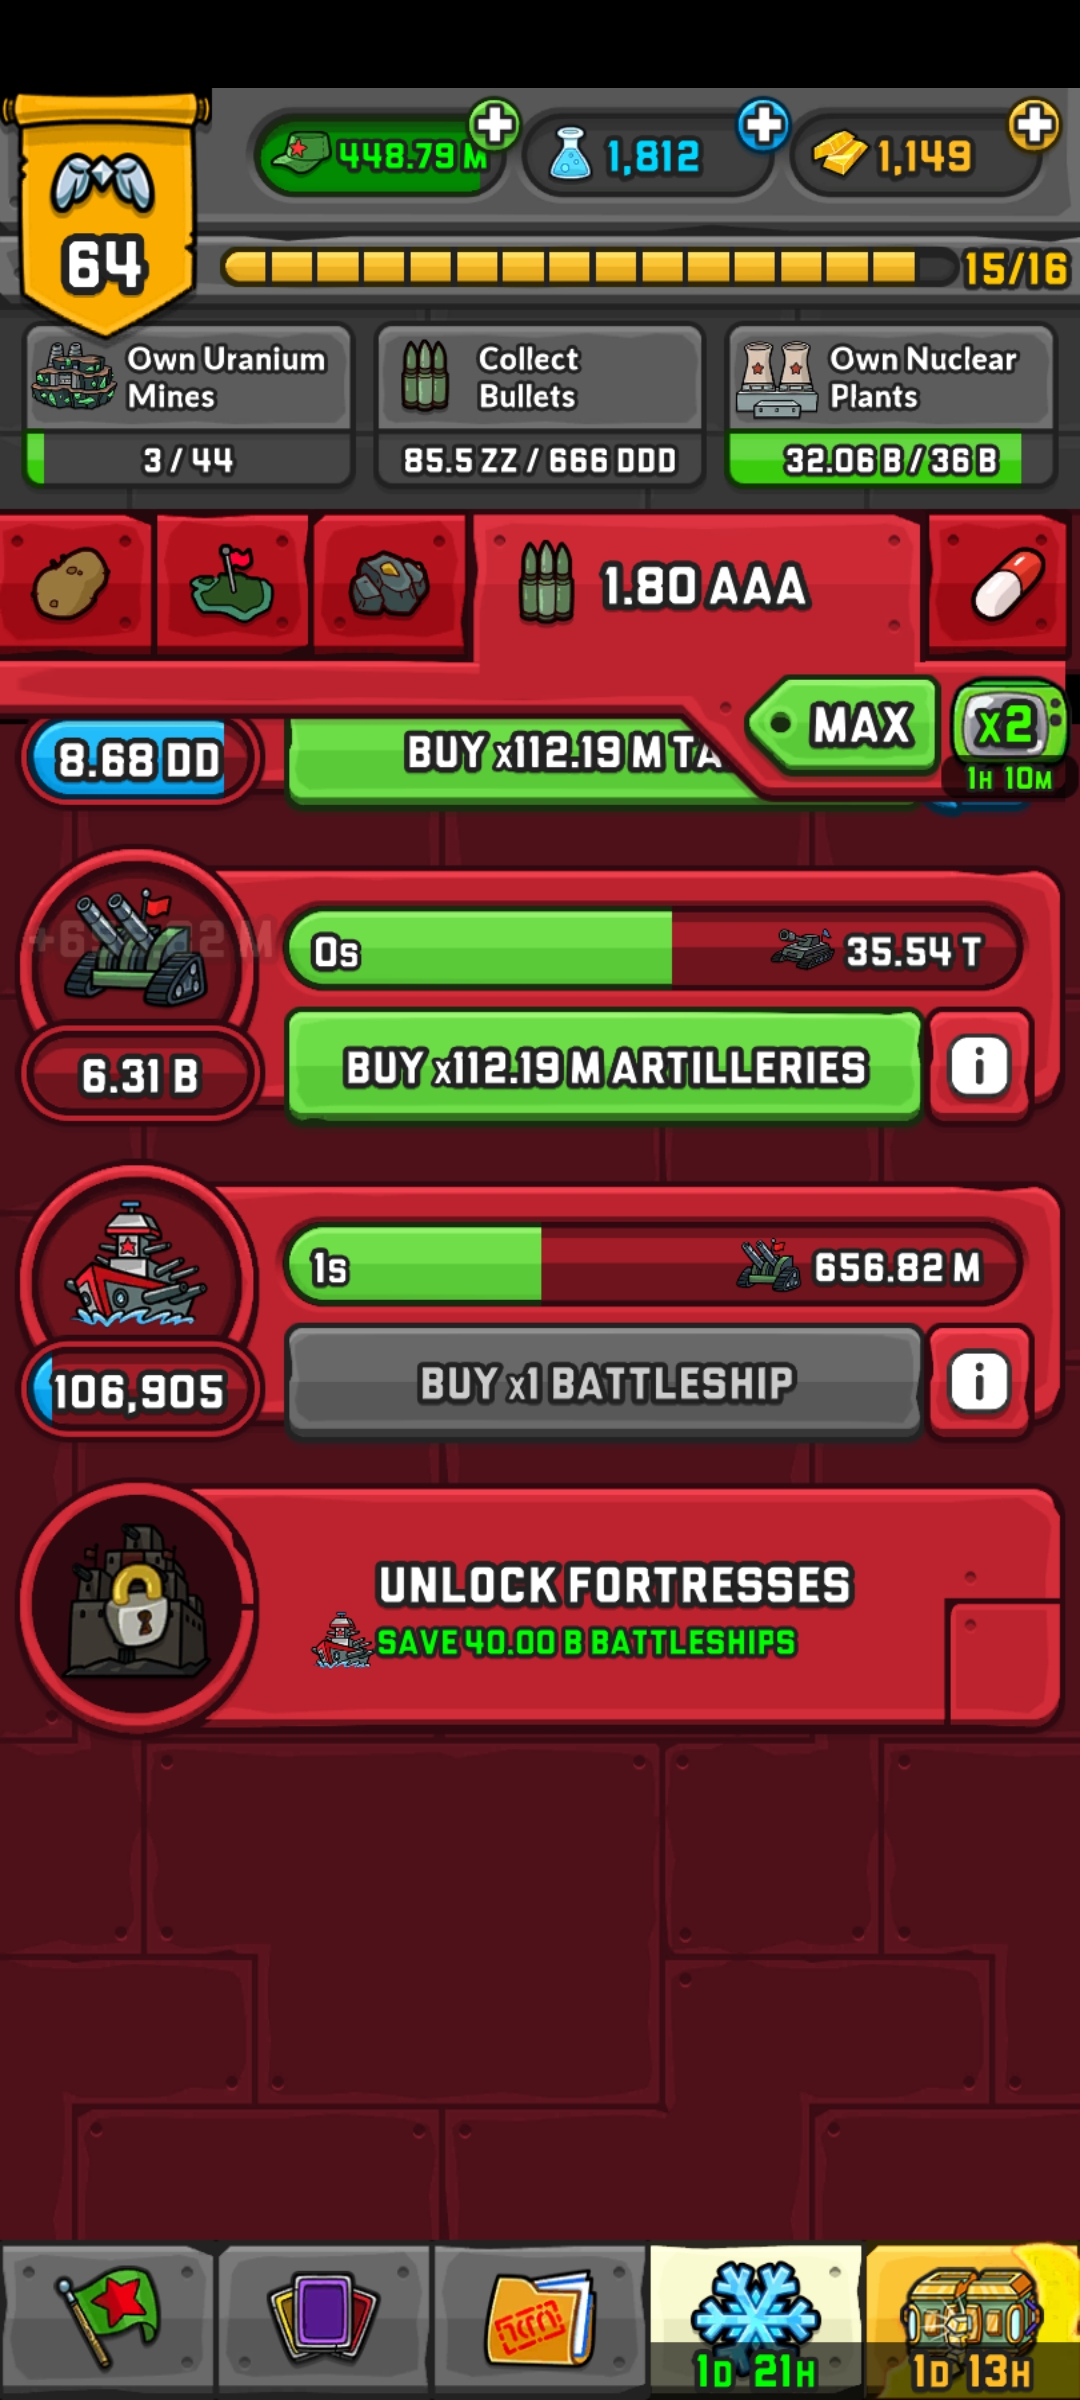 448.79 M
1,812
1,149
64
15/16
Own Uranium
Mines
3 / 44
Collect
Bullets
85.5 ZZ / 666 DDD
Own Nuclear
Plants
32.06 B / 36 B
1.80 AAA
MAX
x2
1H 10M
8.68 DD
BUY x112.19 M TA
0s
35.54 T
6.31 B
BUY x112.19 M ARTILLERIES
i
1s
656.82 M
106,905
BUY x1 BATTLESHIP
i
UNLOCK FORTRESSES
SAVE 40.00 B BATTLESHIPS
1D 21H
1D 13H